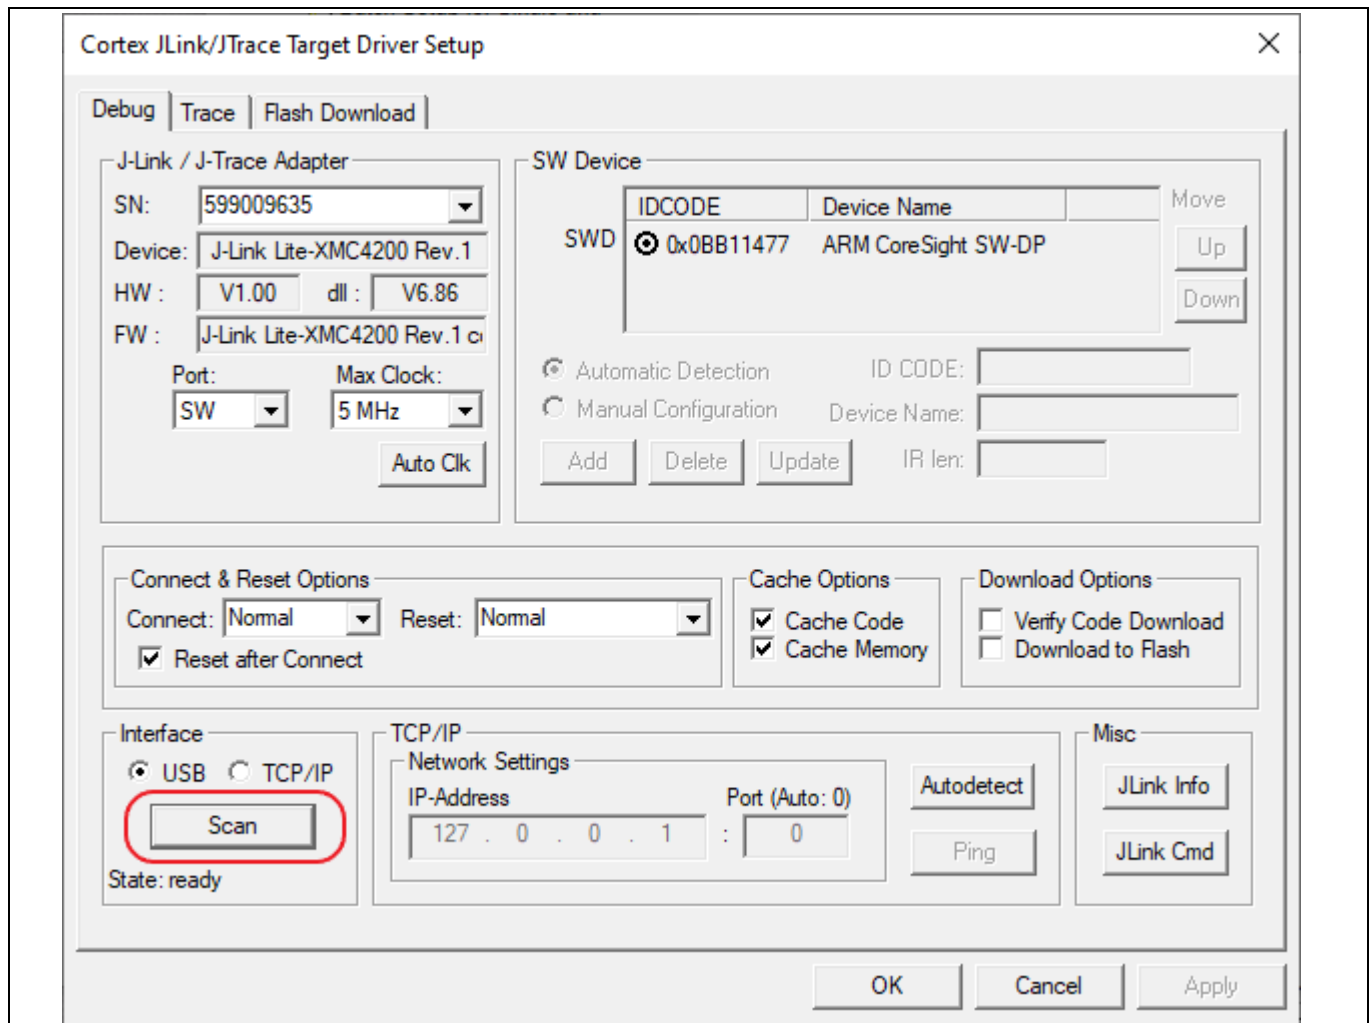 Cortex JLink/JTrace Target Driver Setup
Debug Trace Flash Download
J-Link / J-Trace Adapter
SN: 599009635
Device: J-Link Lite-XMC4200 Rev.1
HW : V1.00 dll : V6.86
FW : J-Link Lite-XMC4200 Rev.1
Port: Max Clock:
SW 5 MHz
Auto Clk
SW Device
IDCODE Device Name Move
SWD 0x0BB11477 ARM CoreSight SW-DP Up
Down
Automatic Detection ID CODE:
Manual Configuration Device Name:
Add Delete Update IR len:
Connect & Reset Options
Connect: Normal Reset: Normal
Reset after Connect
Cache Options
Cache Code
Cache Memory
Download Options
Verify Code Download
Download to Flash
Interface
USB TCP/IP
Scan
State: ready
TCP/IP
Network Settings
IP-Address Port (Auto: 0)
127 . 0 . 0 . 1 : 0
Autodetect
Ping
Misc
JLink Info
JLink Cmd
OK Cancel Apply